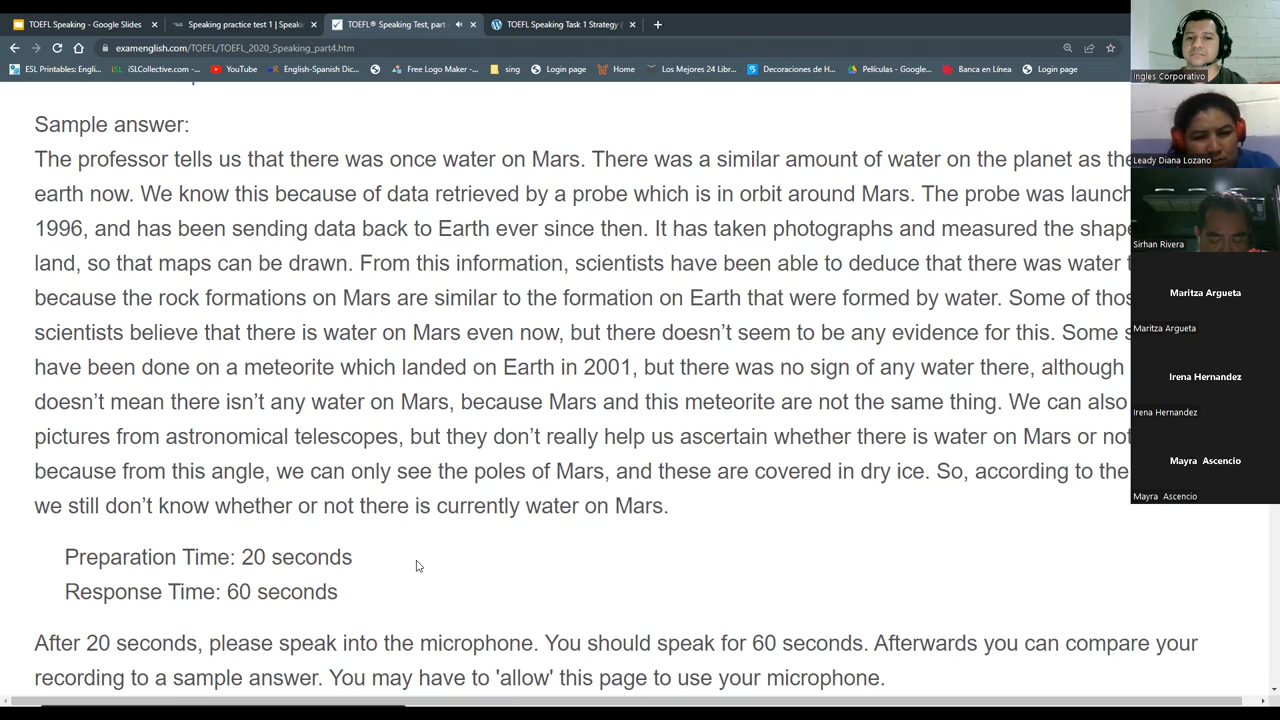 TOEFL Speaking - Google Slides
Speaking practice test 1 | Speaki
TOEFL® Speaking Test, part
TOEFL Speaking Task 1 Strategy (
examenglish.com/TOEFL/TOEFL_2020_Speaking_part4.htm
ESL Printables: Engli...
iSLCollective.com -...
YouTube
English-Spanish Dic...
Free Logo Maker -...
sing
Login page
Home
Los Mejores 24 Libr...
Decoraciones de H...
Películas - Google...
Banca en Línea
Login page
Sample answer:
The professor tells us that there was once water on Mars. There was a similar amount of water on the planet as the
earth now. We know this because of data retrieved by a probe which is in orbit around Mars. The probe was launch
1996, and has been sending data back to Earth ever since then. It has taken photographs and measured the shape
land, so that maps can be drawn. From this information, scientists have been able to deduce that there was water t
because the rock formations on Mars are similar to the formation on Earth that were formed by water. Some of thos
scientists believe that there is water on Mars even now, but there doesn’t seem to be any evidence for this. Some s
have been done on a meteorite which landed on Earth in 2001, but there was no sign of any water there, although
doesn’t mean there isn’t any water on Mars, because Mars and this meteorite are not the same thing. We can also
pictures from astronomical telescopes, but they don’t really help us ascertain whether there is water on Mars or not
because from this angle, we can only see the poles of Mars, and these are covered in dry ice. So, according to the
we still don’t know whether or not there is currently water on Mars.
Preparation Time: 20 seconds
Response Time: 60 seconds
After 20 seconds, please speak into the microphone. You should speak for 60 seconds. Afterwards you can compare your
recording to a sample answer. You may have to 'allow' this page to use your microphone.
Ingles Corporativo
Leady Diana Lozano
Sirhan Rivera
Maritza Argueta
Maritza Argueta
Irena Hernandez
Irena Hernandez
Mayra Ascencio
Mayra Ascencio